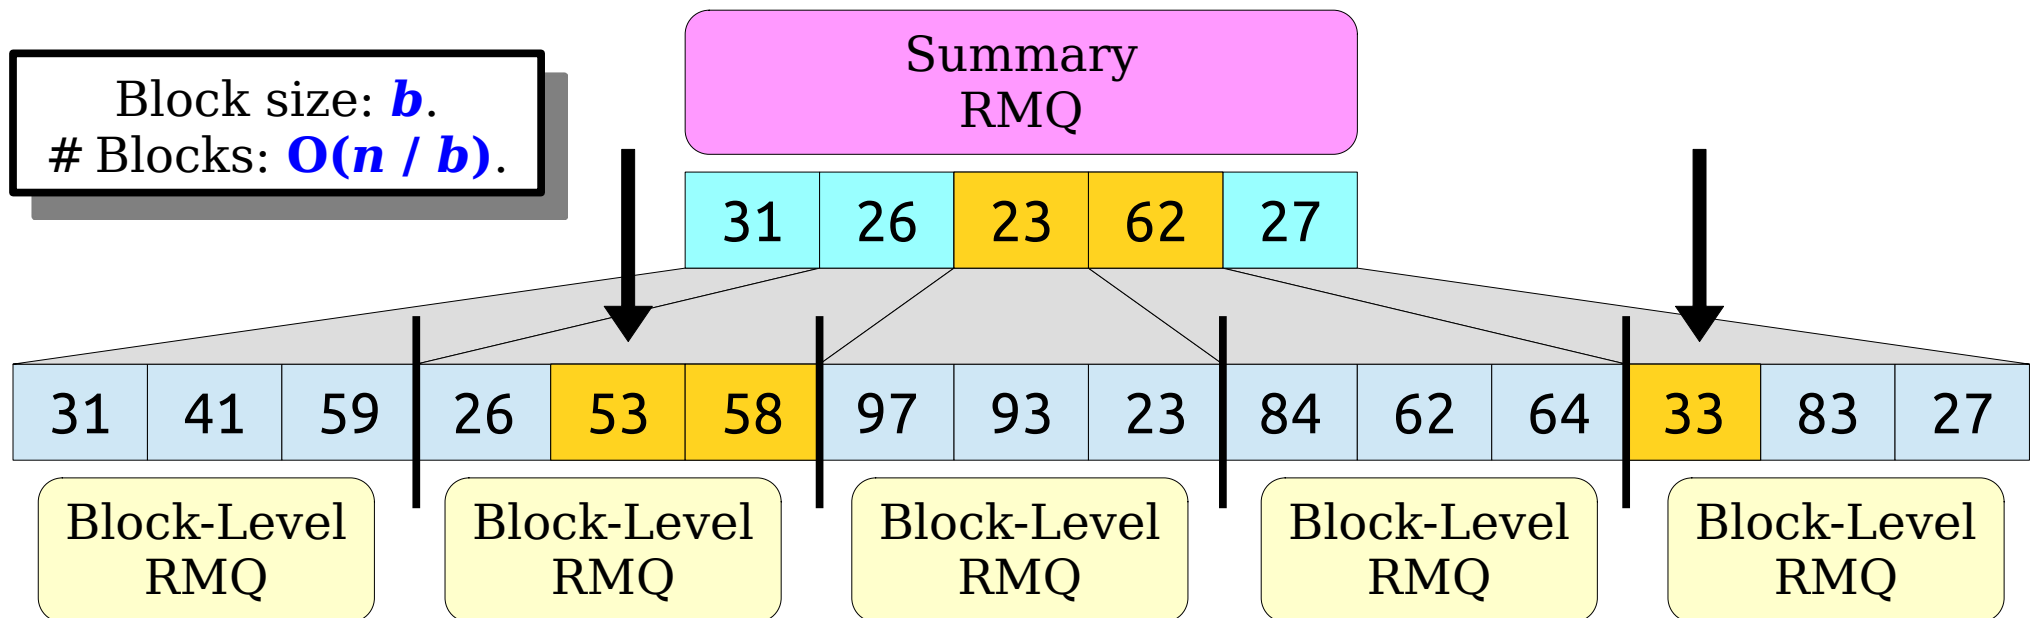 Block size: b.
# Blocks: O(n / b).
Summary
RMQ
31 26 23 62 27
31 41 59 26 53 58 97 93 23 84 62 64 33 83 27
Block-Level Block-Level Block-Level Block-Level Block-Level
RMQ RMQ RMQ RMQ RMQ